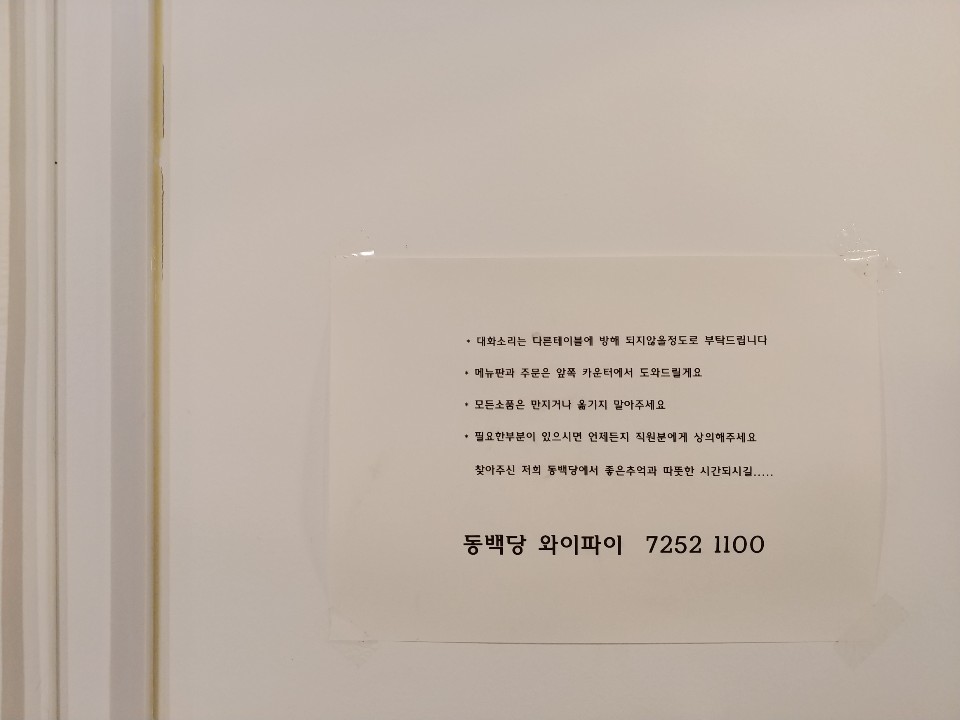 • 대화소리는 다른테이블에 방해 되지않을정도로 부탁드립니다
• 메뉴판과 주문은 앞쪽 카운터에서 도와드릴게요
• 모든소품은 만지거나 옮기지 말아주세요
• 필요한부분이 있으시면 언제든지 직원분에게 상의해주세요
찾아주신 저희 동백당에서 좋은추억과 따뜻한 시간되시길.....
동백당 와이파이 7252 1100